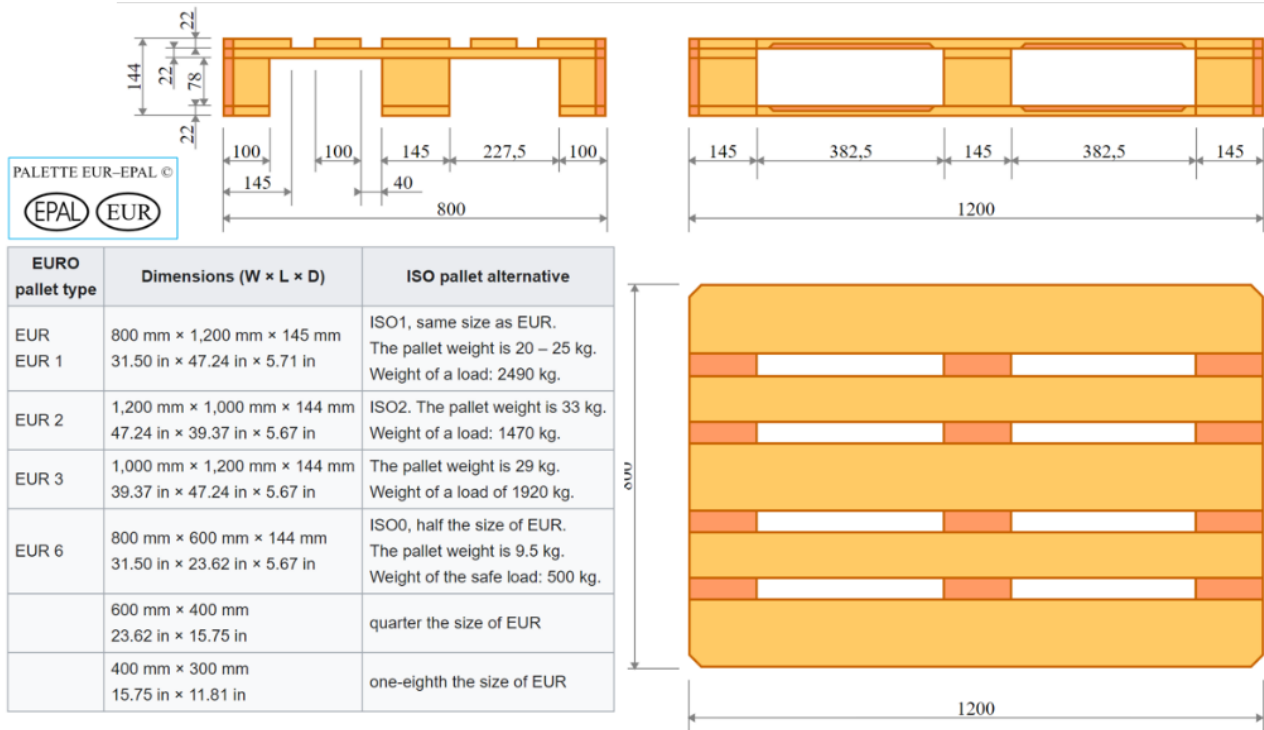 22
144
22
78
22
100
100
145
227,5
100
145
40
800
145
382,5
145
382,5
145
1200
PALETTE EUR–EPAL ©
EPAL EUR
EURO pallet type
Dimensions (W × L × D)
ISO pallet alternative
EUR
EUR 1
800 mm × 1,200 mm × 145 mm
31.50 in × 47.24 in × 5.71 in
ISO1, same size as EUR.
The pallet weight is 20 – 25 kg.
Weight of a load: 2490 kg.
EUR 2
1,200 mm × 1,000 mm × 144 mm
47.24 in × 39.37 in × 5.67 in
ISO2. The pallet weight is 33 kg.
Weight of a load: 1470 kg.
EUR 3
1,000 mm × 1,200 mm × 144 mm
39.37 in × 47.24 in × 5.67 in
The pallet weight is 29 kg.
Weight of a load of 1920 kg.
EUR 6
800 mm × 600 mm × 144 mm
31.50 in × 23.62 in × 5.67 in
ISO0, half the size of EUR.
The pallet weight is 9.5 kg.
Weight of the safe load: 500 kg.
600 mm × 400 mm
23.62 in × 15.75 in
quarter the size of EUR
400 mm × 300 mm
15.75 in × 11.81 in
one-eighth the size of EUR
800
1200